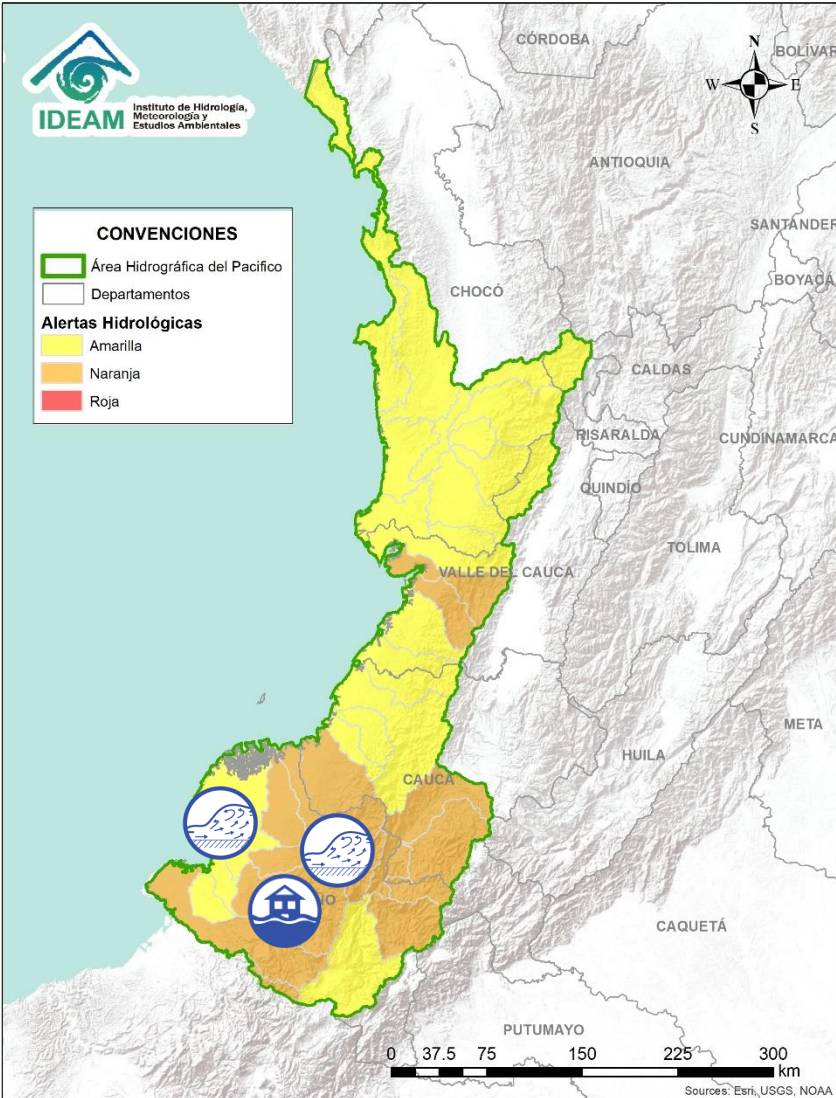 IDEAM
Instituto de Hidrología,
Meteorología y
Estudios Ambientales
N
W
E
S
CÓRDOBA
BOLÍVAR
ANTIOQUIA
SANTANDER
BOYACÁ
CHOCÓ
CONVENCIONES
Área Hidrográfica del Pacifico
Departamentos
Alertas Hidrológicas
Amarilla
Naranja
Roja
CALDAS
RISARALDA
CUNDINAMARCA
QUINDÍO
TOLIMA
VALLE DEL CAUCA
META
HUILA
CAUCA
ÑO
CAQUETÁ
PUTUMAYO
0 37.5 75 150 225 300
km
Sources: Esri, USGS, NOAA